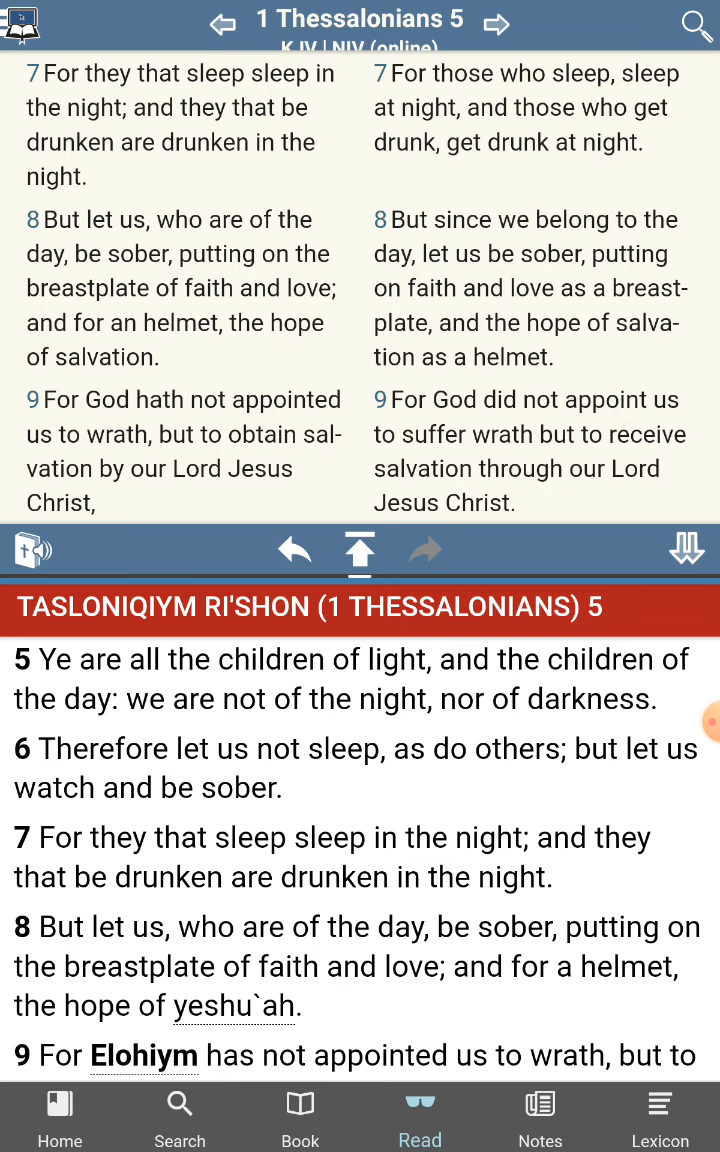 1 Thessalonians 5
KJV | NIV (online)
7 For they that sleep sleep in
the night; and they that be
drunken are drunken in the
night.
7 For those who sleep, sleep
at night, and those who get
drunk, get drunk at night.
8 But let us, who are of the
day, be sober, putting on the
breastplate of faith and love;
and for an helmet, the hope
of salvation.
8 But since we belong to the
day, let us be sober, putting
on faith and love as a breast-
plate, and the hope of salva-
tion as a helmet.
9 For God hath not appointed
us to wrath, but to obtain sal-
vation by our Lord Jesus
Christ,
9 For God did not appoint us
to suffer wrath but to receive
salvation through our Lord
Jesus Christ.
TASLONIQIYM RI'SHON (1 THESSALONIANS) 5
5 Ye are all the children of light, and the children of
the day: we are not of the night, nor of darkness.
6 Therefore let us not sleep, as do others; but let us
watch and be sober.
7 For they that sleep sleep in the night; and they
that be drunken are drunken in the night.
8 But let us, who are of the day, be sober, putting on
the breastplate of faith and love; and for a helmet,
the hope of yeshu`ah.
9 For Elohiym has not appointed us to wrath, but to
Home Search Book Read Notes Lexicon